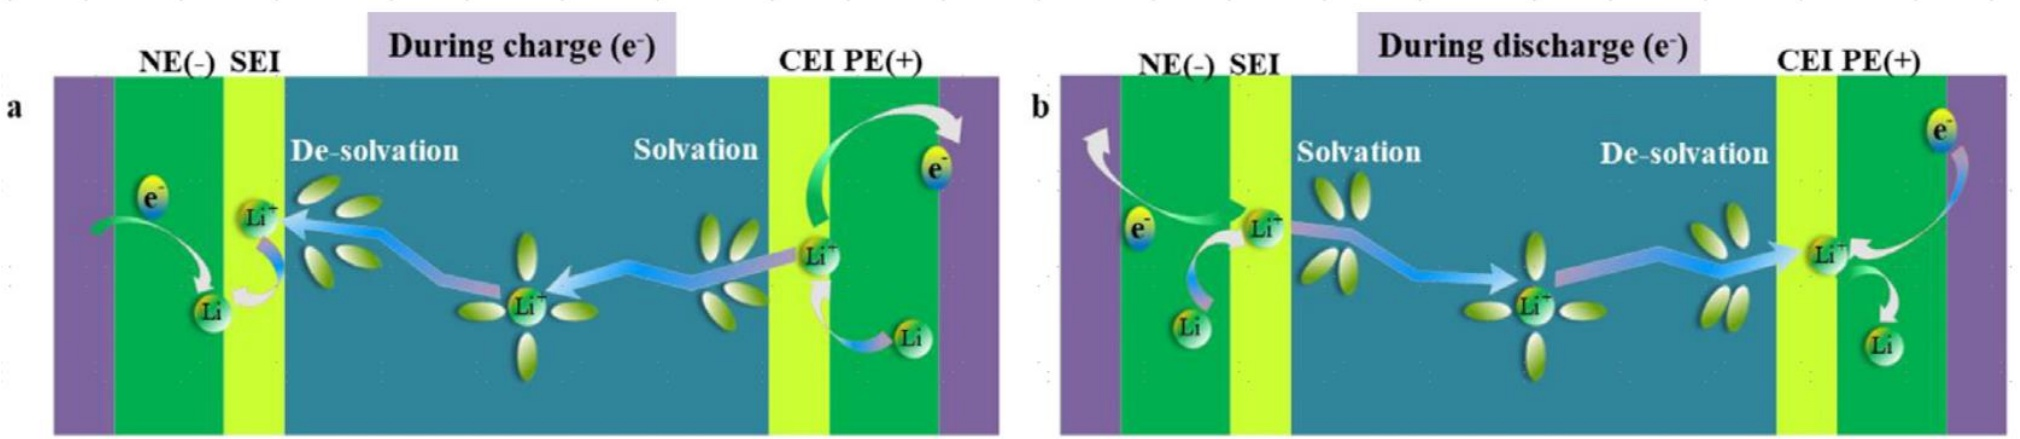 During charge (e⁻)
NE(-) SEI
CEI PE(+)
a
De-solvation
Solvation
e⁻
e⁻
Li⁺
Li⁺
Li⁺
Li
Li
During discharge (e⁻)
NE(-) SEI
CEI PE(+)
b
Solvation
De-solvation
e⁻
e⁻
Li⁺
Li⁺
Li⁺
Li
Li